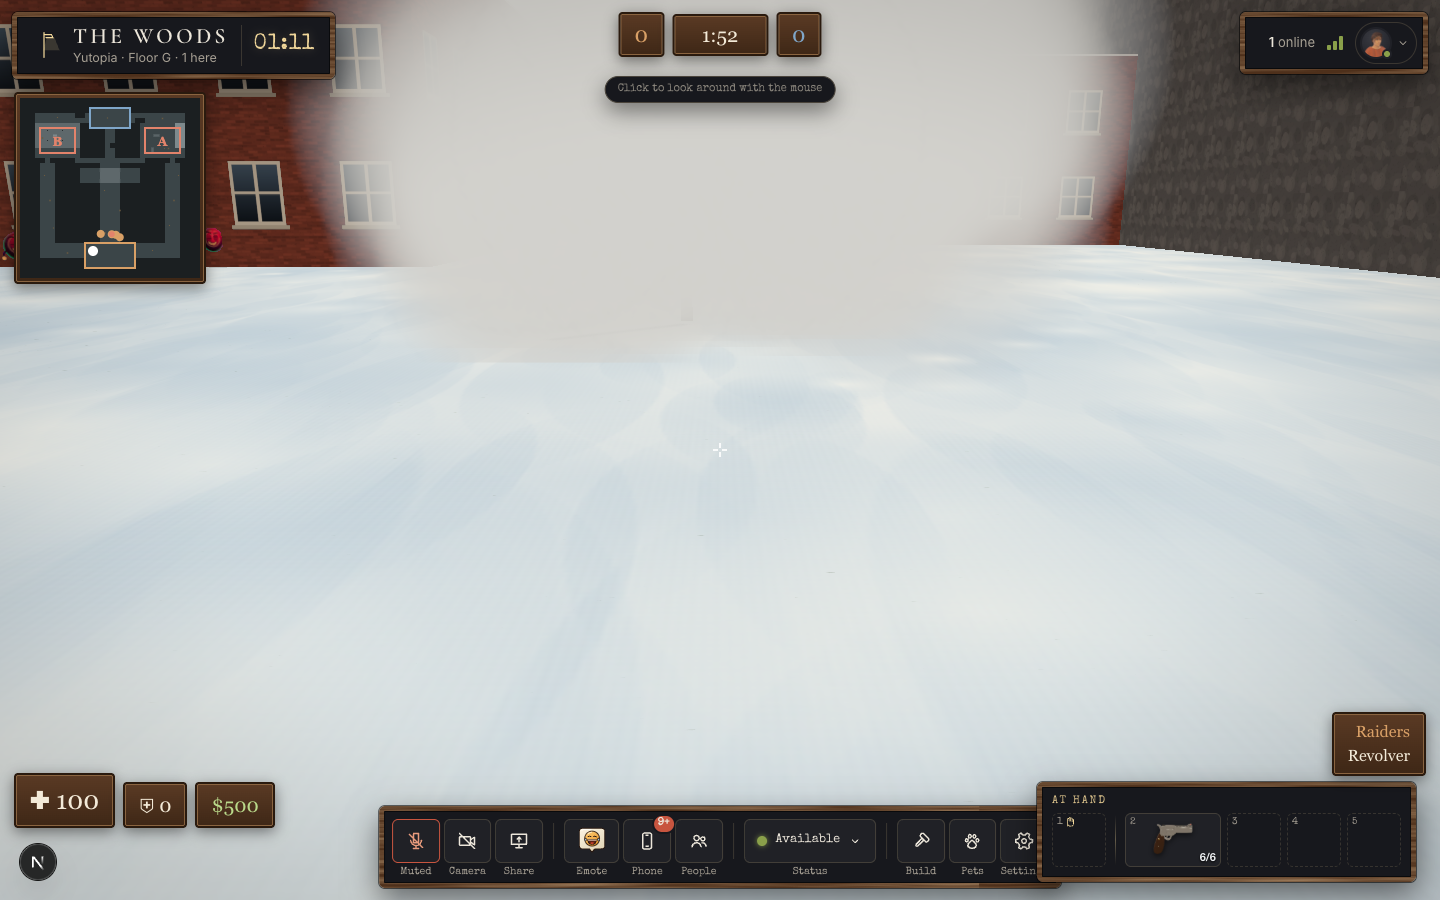 THE WOODS
Yutopia · Floor G · 1 here
01:11
0
1:52
0
Click to look around with the mouse
1 online
B
A
Raiders
Revolver
100
0
$500
N
Muted
Camera
Share
Emote
9+
Phone
People
Available
Status
Build
Pets
Settin
AT HAND
1
2
6/6
3
4
5